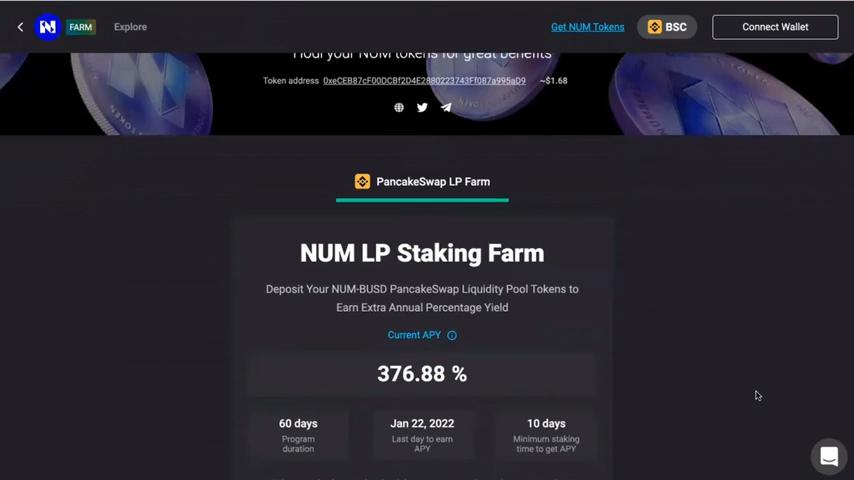 FARM
Explore
Get NUM Tokens
BSC
Connect Wallet
your NUM tokens for great benefits
Token address 0xeCEB87cF00DCBf2D4E2880223743Ff087a995aD9 ~$1.68
PancakeSwap LP Farm
NUM LP Staking Farm
Deposit Your NUM-BUSD PancakeSwap Liquidity Pool Tokens to
Earn Extra Annual Percentage Yield
Current APY
376.88 %
60 days
Program
duration
Jan 22, 2022
Last day to earn
APY
10 days
Minimum staking
time to get APY